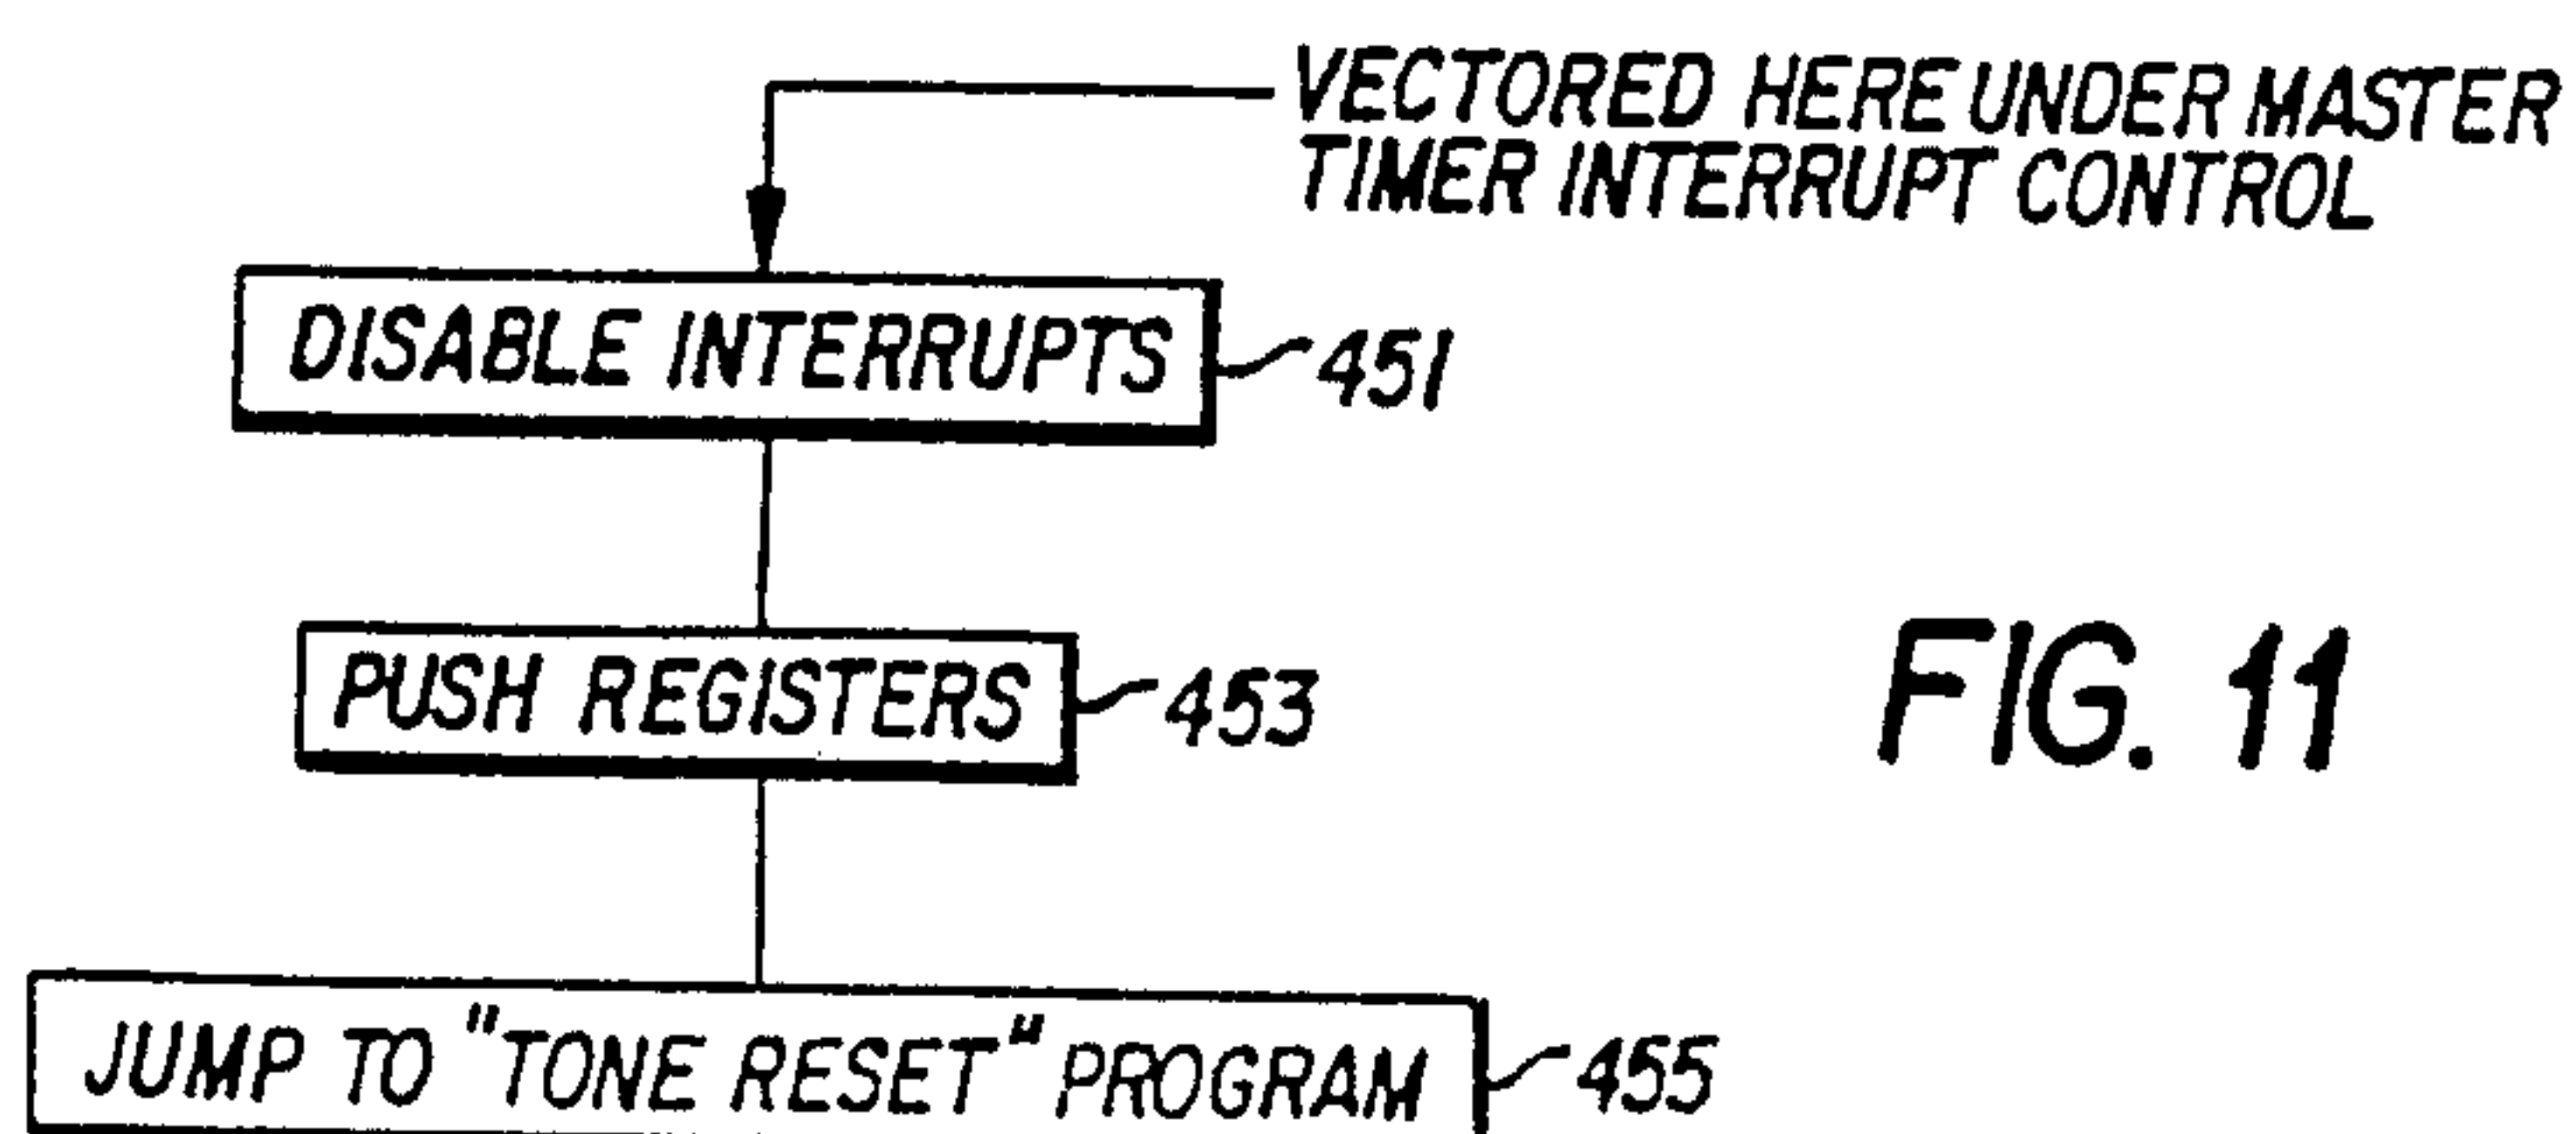 VECTORED HERE UNDER MASTER
TIMER INTERRUPT CONTROL
DISABLE INTERRUPTS
451
PUSH REGISTERS
453
FIG. 11
JUMP TO "TONE RESET" PROGRAM
455